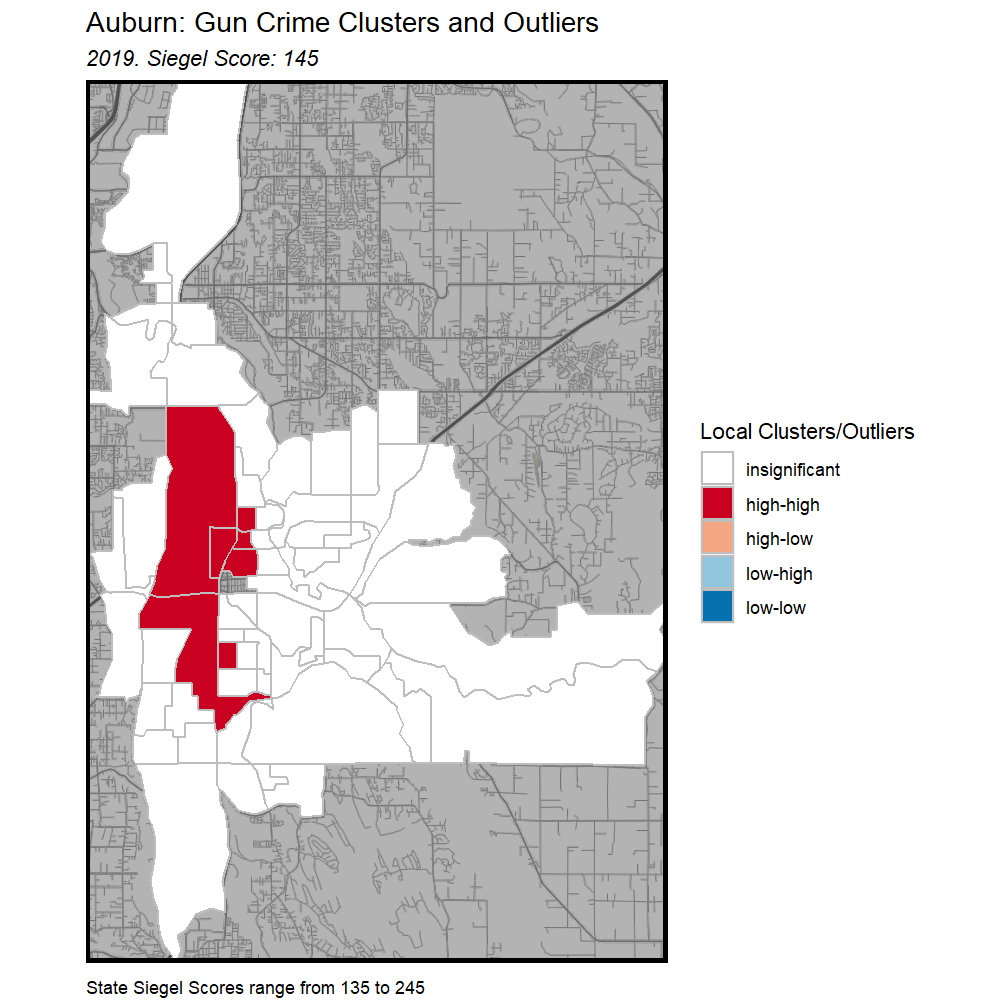 Auburn: Gun Crime Clusters and Outliers
2019. Siegel Score: 145
Local Clusters/Outliers
insignificant
high-high
high-low
low-high
low-low
State Siegel Scores range from 135 to 245